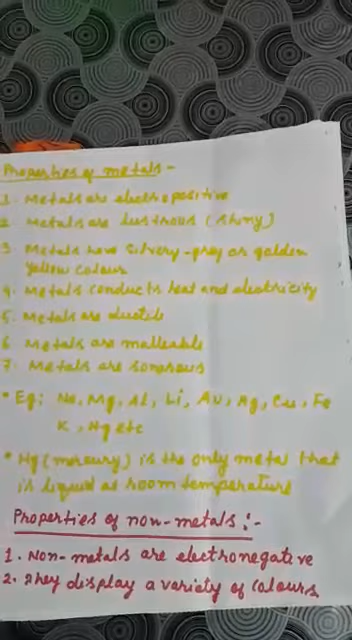 Properties of metals -
1. Metals are electropositive
2. Metals are lustrous (shiny)
3. Metals have silvery-grey or golden
yellow colour
4. Metals conducts heat and electricity
5. Metals are ductile
6. Metals are malleable
7. Metals are sonorous
• Eg: Na, Mg, Al, Li, Au, Ag, Cu, Fe
K, Hg etc
• Hg (mercury) is the only metal that
is liquid at room temperature
Properties of non-metals :-
1. Non-metals are electronegative
2. They display a variety of colours